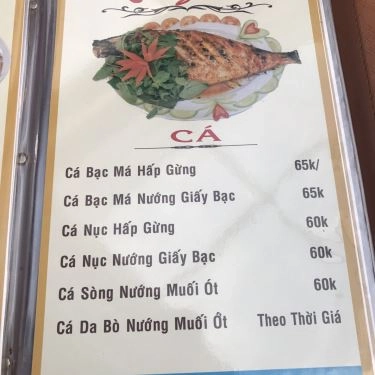 CÁ
Cá Bạc Má Hấp Gừng 65k/
Cá Bạc Má Nướng Giấy Bạc 65k
Cá Nục Hấp Gừng 60k
Cá Nục Nướng Giấy Bạc 60k
Cá Sòng Nướng Muối Ớt 60k
Cá Da Bò Nướng Muối Ớt Theo Thời Giá